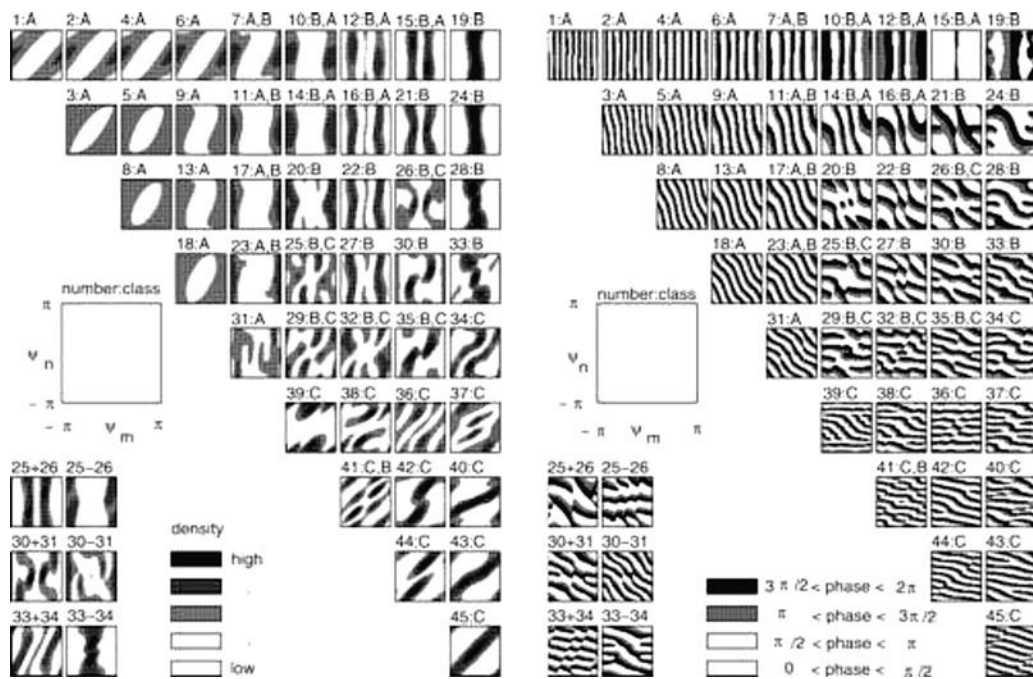 1:A 2:A 4:A 6:A 7:A,B 10:B,A 12:B,A 15:B,A 19:B
3:A 5:A 9:A 11:A,B 14:B,A 16:B,A 21:B 24:B
8:A 13:A 17:A,B 20:B 22:B 26:B,C 28:B
18:A 23:A,B 25:B,C 27:B 30:B 33:B
number:class
π
31:A 29:B,C 32:B,C 35:B,C 34:C
ψn
-π
-π ψm π
39:C 38:C 36:C 37:C
25+26 25-26 41:C,B 42:C 40:C
density
high
30+31 30-31 44:C 43:C
33+34 33-34 45:C
low
1:A 2:A 4:A 6:A 7:A,B 10:B,A 12:B,A 15:B,A 19:B
3:A 5:A 9:A 11:A,B 14:B,A 16:B,A 21:B 24:B
8:A 13:A 17:A,B 20:B 22:B 26:B,C 28:B
18:A 23:A,B 25:B,C 27:B 30:B 33:B
number:class
π
31:A 29:B,C 32:B,C 35:B,C 34:C
ψn
-π
-π ψm π
39:C 38:C 36:C 37:C
25+26 25-26 41:C,B 42:C 40:C
30+31 30-31 44:C 43:C
3π/2 < phase < 2π
π < phase < 3π/2
33+34 33-34 45:C
π/2 < phase < π
0 < phase < π/2